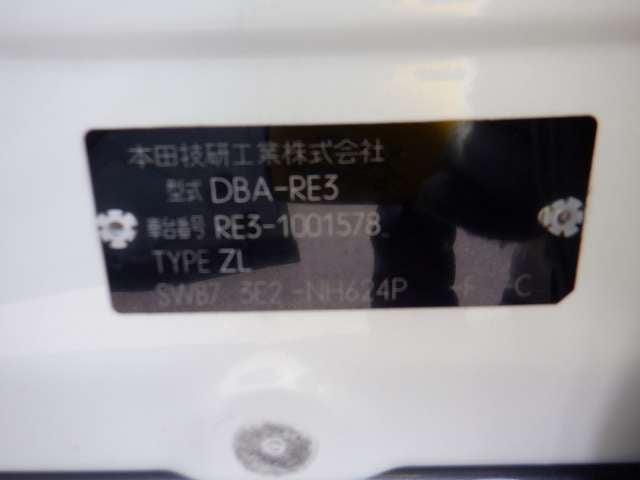 本田技研工業株式会社
型式 DBA-RE3
車台番号 RE3-1001578
TYPE ZL
SWB7 3E2 -NH624P -F -C